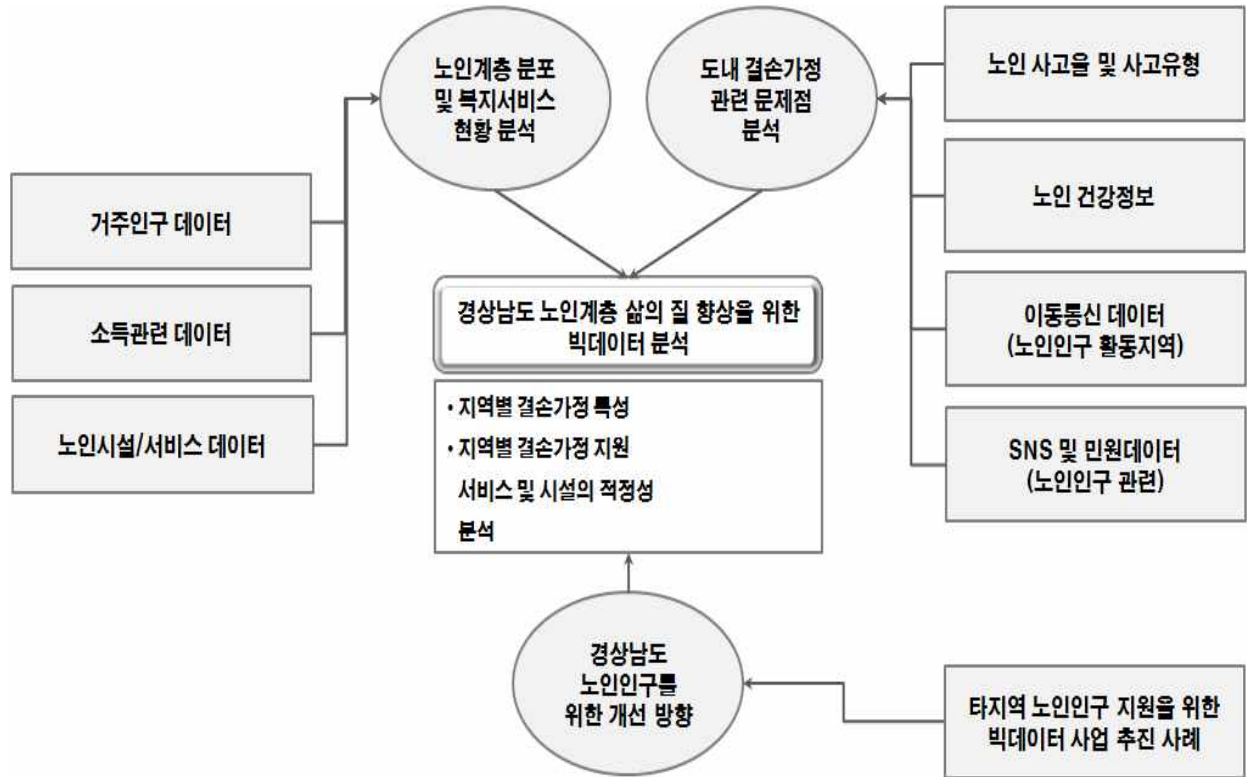 노인계층 분포
및 복지서비스
현황 분석
도내 결손가정
관련 문제점
분석
노인 사고율 및 사고유형
거주인구 데이터
노인 건강정보
소득관련 데이터
경상남도 노인계층 삶의 질 향상을 위한
빅데이터 분석
이동통신 데이터
(노인인구 활동지역)
노인시설/서비스 데이터
• 지역별 결손가정 특성
• 지역별 결손가정 지원
서비스 및 시설의 적정성
분석
SNS 및 민원데이터
(노인인구 관련)
경상남도
노인인구를
위한 개선 방향
타지역 노인인구 지원을 위한
빅데이터 사업 추진 사례